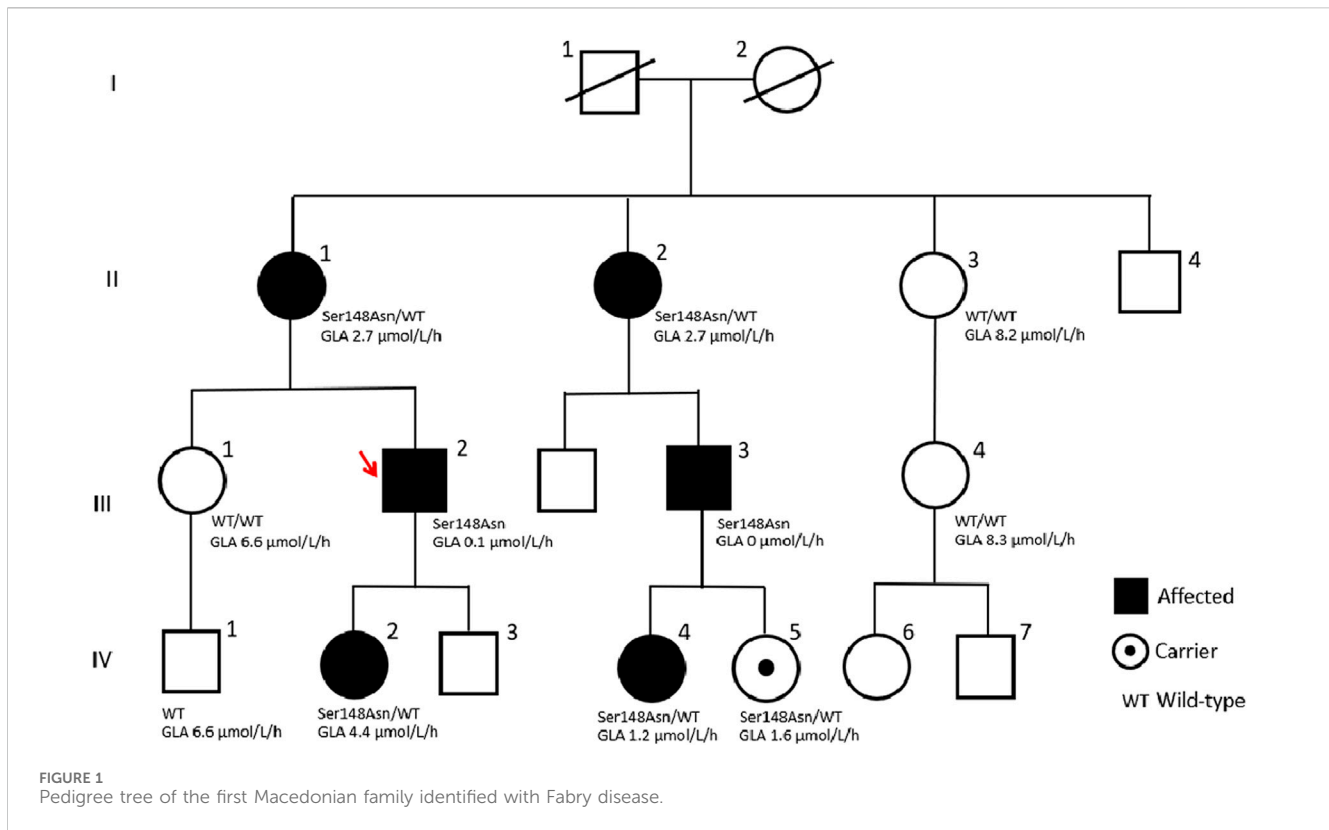 1
2
I
1
2
3
4
II
Ser148Asn/WT
GLA 2.7 µmol/L/h
Ser148Asn/WT
GLA 2.7 µmol/L/h
WT/WT
GLA 8.2 µmol/L/h
1
2
3
4
III
WT/WT
GLA 6.6 µmol/L/h
Ser148Asn
GLA 0.1 µmol/L/h
Ser148Asn
GLA 0 µmol/L/h
WT/WT
GLA 8.3 µmol/L/h
Affected
1
2
3
4
5
6
7
IV
Carrier
WT Wild-type
WT
GLA 6.6 µmol/L/h
Ser148Asn/WT
GLA 4.4 µmol/L/h
Ser148Asn/WT
GLA 1.2 µmol/L/h
Ser148Asn/WT
GLA 1.6 µmol/L/h
FIGURE 1
Pedigree tree of the first Macedonian family identified with Fabry disease.